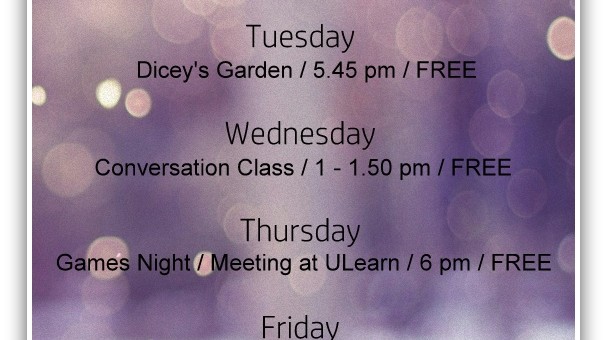 Tuesday
Dicey's Garden / 5.45 pm / FREE
Wednesday
Conversation Class / 1 - 1.50 pm / FREE
Thursday
Games Night / Meeting at ULearn / 6 pm / FREE
Friday